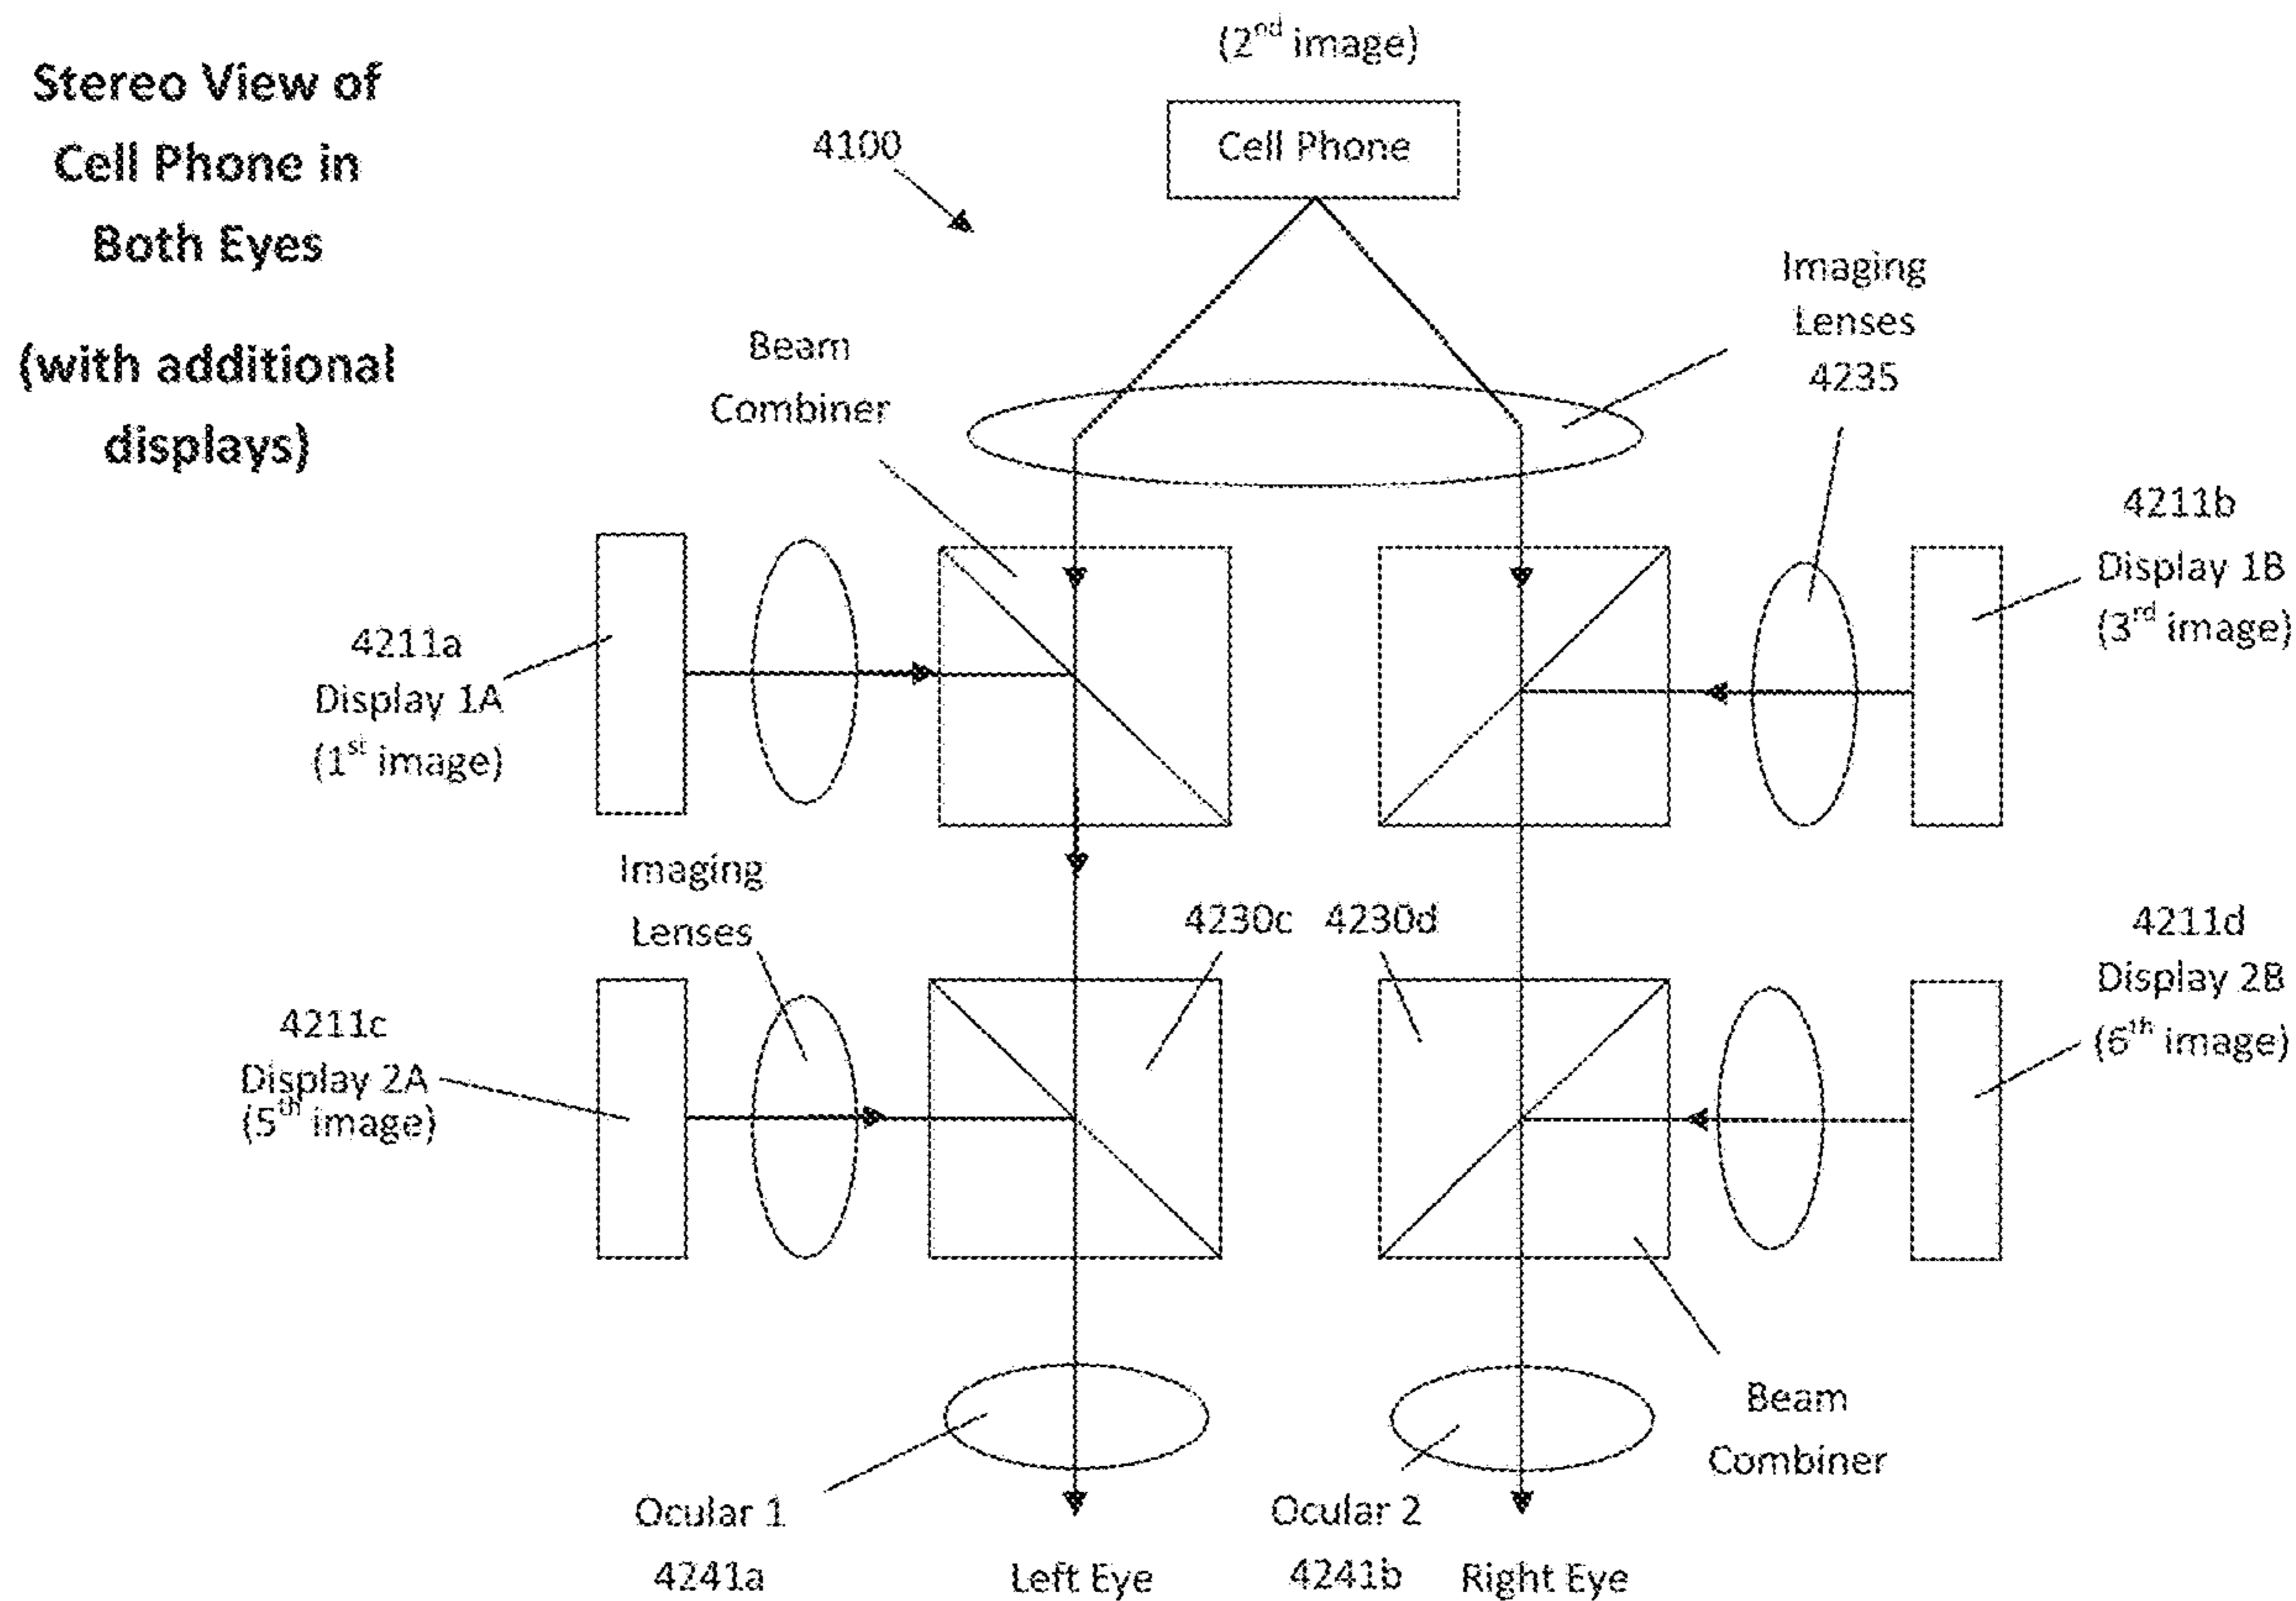 Stereo View of
Cell Phone in
Both Eyes
(with additional
displays)
(2nd image)
Cell Phone
4100
Imaging
Lenses
4235
Beam
Combiner
4211b
Display 1B
(3rd image)
4211a
Display 1A
(1st image)
Imaging
Lenses
4230c
4230d
4211d
Display 2B
(6th image)
4211c
Display 2A
(5th image)
Beam
Combiner
Ocular 1
4241a
Left Eye
Ocular 2
4241b
Right Eye